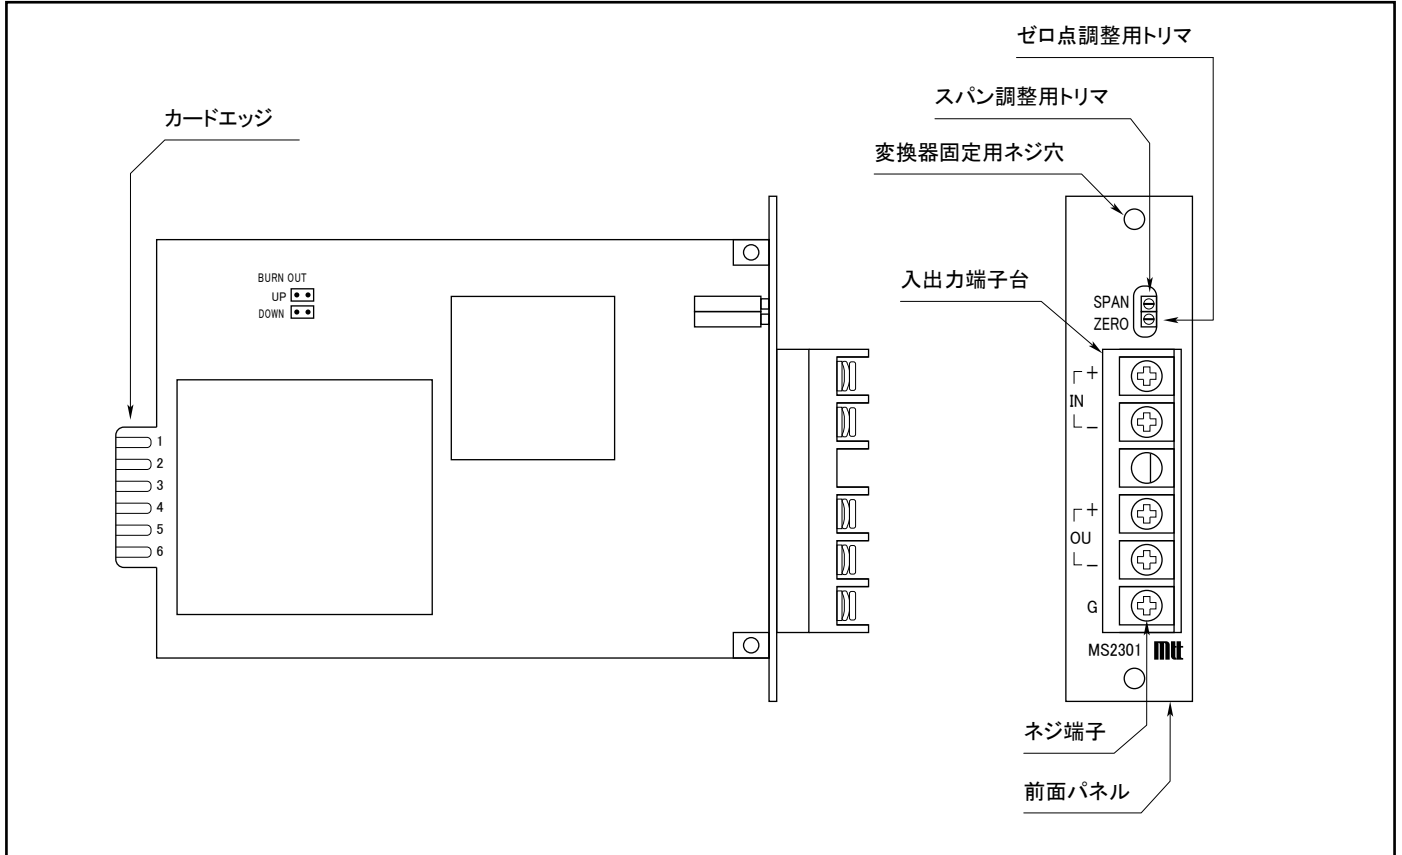 ゼロ点調整用トリマ
スパン調整用トリマ
カードエッジ
変換器固定用ネジ穴
入出力端子台
BURN OUT
UP
DOWN
SPAN
ZERO
+
IN
−
1
2
3
4
5
6
+
OU
−
G
MS2301 mtt
ネジ端子
前面パネル